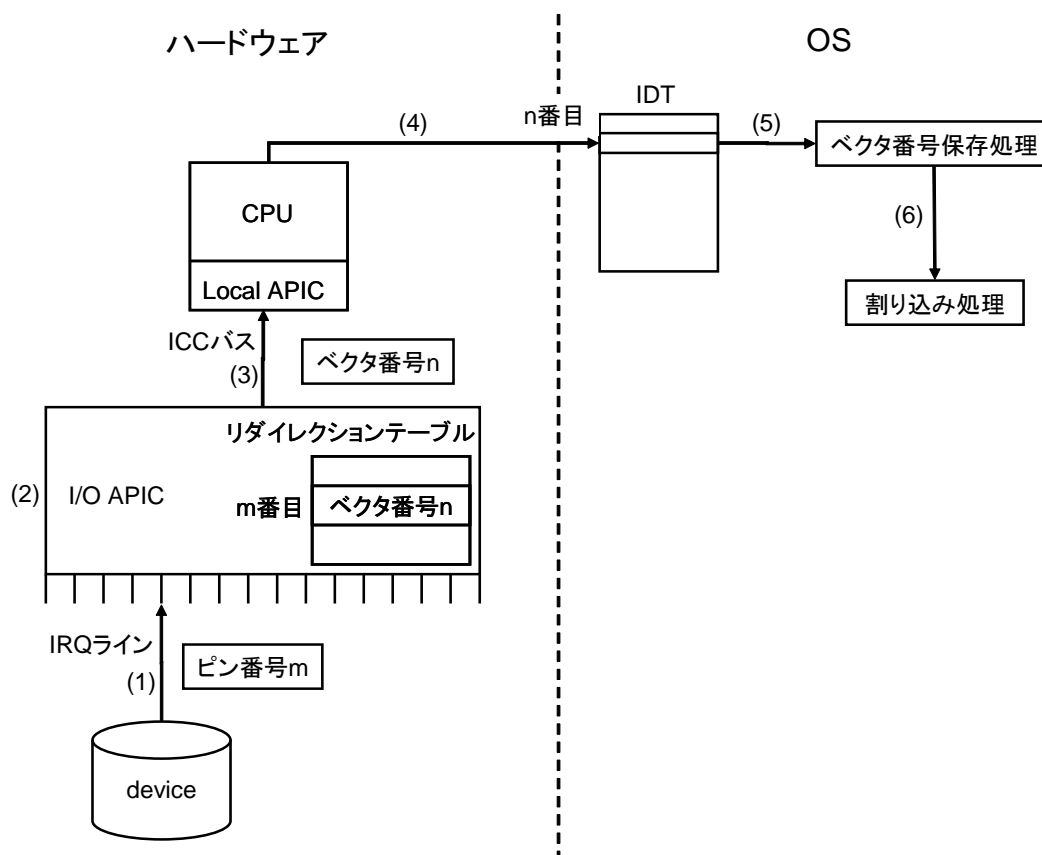 ハードウェア
OS
IDT
n番目
(4)
(5)
ベクタ番号保存処理
CPU
(6)
Local APIC
割り込み処理
ICCバス
(3)
ベクタ番号n
リダイレクションテーブル
(2)
I/O APIC
m番目
ベクタ番号n
IRQライン
(1)
ピン番号m
device